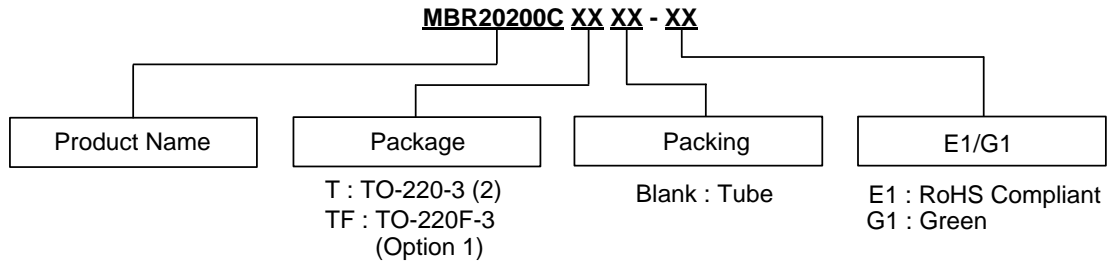 MBR20200C XX XX - XX
Product Name
Package
Packing
E1/G1
T : TO-220-3 (2)
TF : TO-220F-3
(Option 1)
Blank : Tube
E1 : RoHS Compliant
G1 : Green